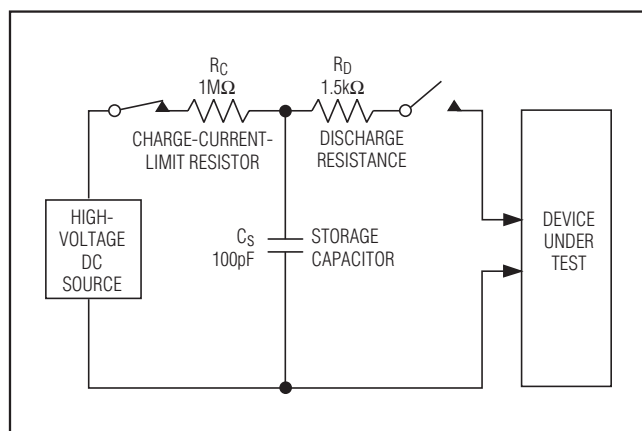 RC
1MΩ
CHARGE-CURRENT-
LIMIT RESISTOR
RD
1.5kΩ
DISCHARGE
RESISTANCE
HIGH-
VOLTAGE
DC
SOURCE
CS
100pF
STORAGE
CAPACITOR
DEVICE
UNDER
TEST